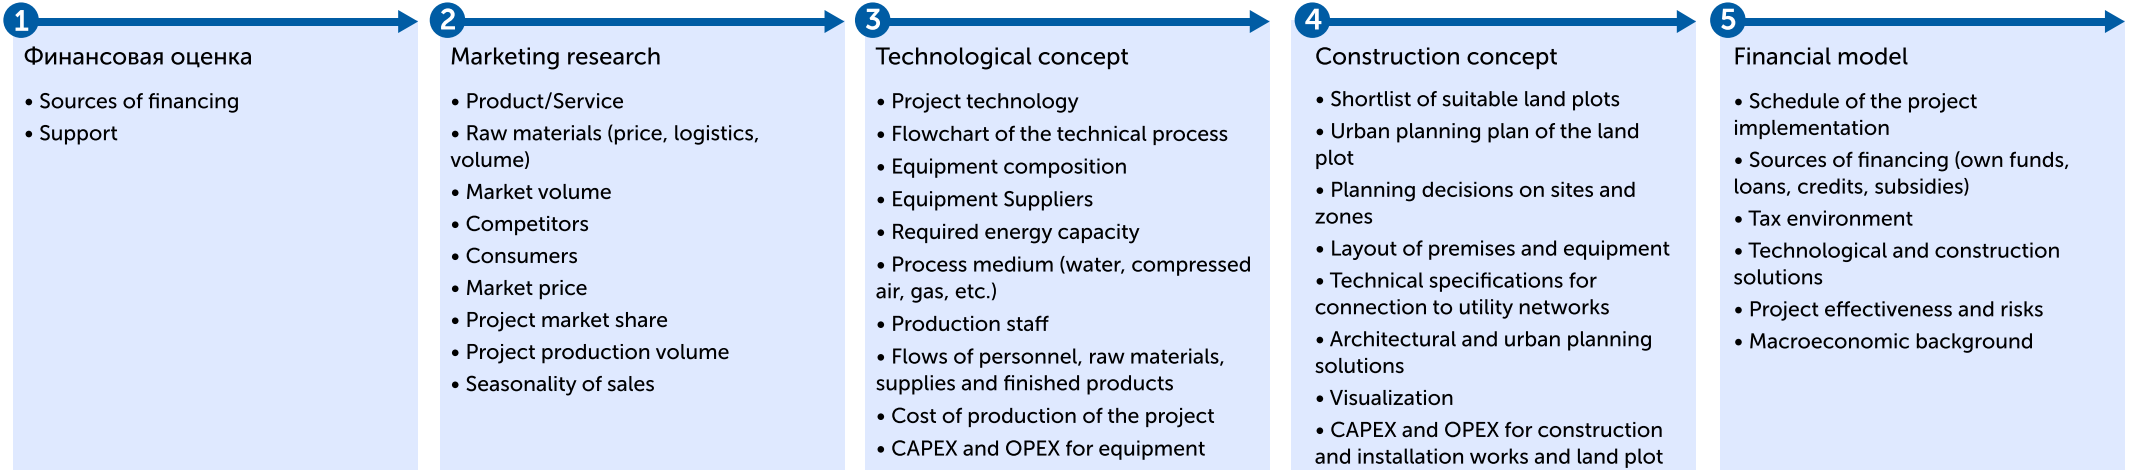 1
Финансовая оценка
• Sources of financing
• Support
2
Marketing research
• Product/Service
• Raw materials (price, logistics,
volume)
• Market volume
• Competitors
• Consumers
• Market price
• Project market share
• Project production volume
• Seasonality of sales
3
Technological concept
• Project technology
• Flowchart of the technical process
• Equipment composition
• Equipment Suppliers
• Required energy capacity
• Process medium (water, compressed
air, gas, etc.)
• Production staff
• Flows of personnel, raw materials,
supplies and finished products
• Cost of production of the project
• CAPEX and OPEX for equipment
4
Construction concept
• Shortlist of suitable land plots
• Urban planning plan of the land
plot
• Planning decisions on sites and
zones
• Layout of premises and equipment
• Technical specifications for
connection to utility networks
• Architectural and urban planning
solutions
• Visualization
• CAPEX and OPEX for construction
and installation works and land plot
5
Financial model
• Schedule of the project
implementation
• Sources of financing (own funds,
loans, credits, subsidies)
• Tax environment
• Technological and construction
solutions
• Project effectiveness and risks
• Macroeconomic background